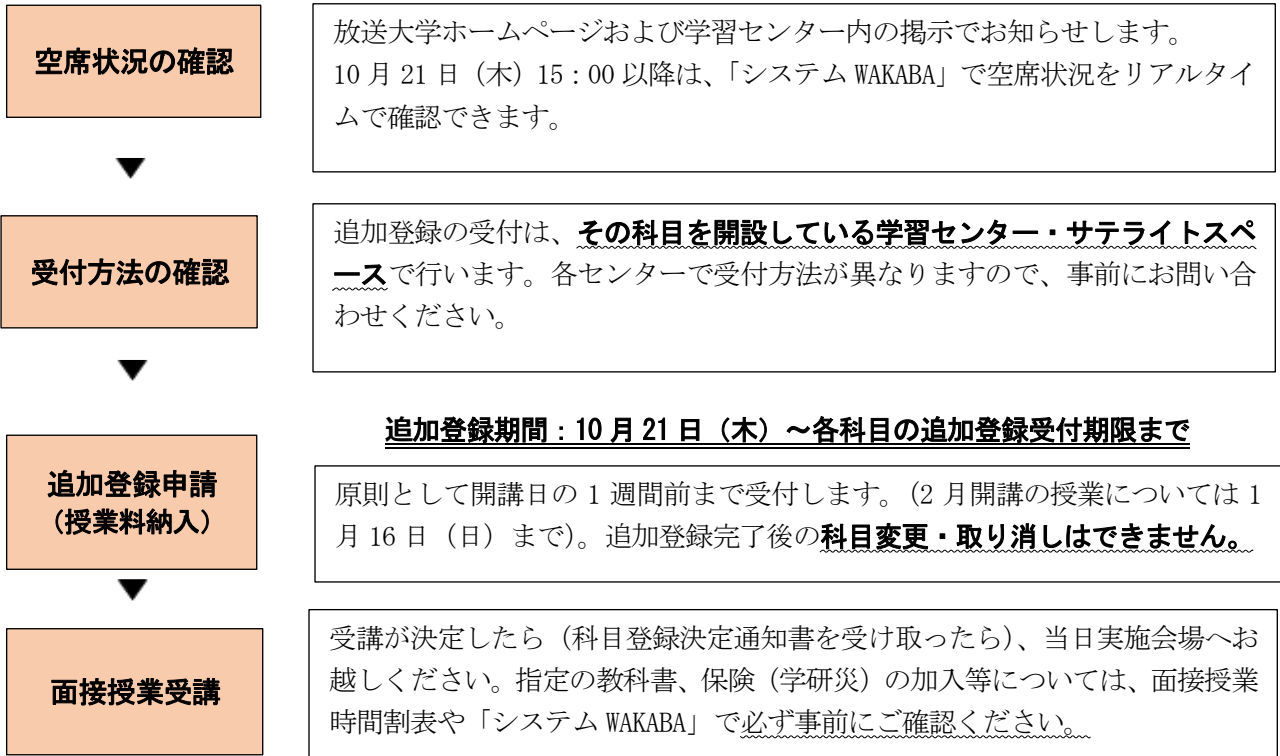 空席状況の確認
放送大学ホームページおよび学習センター内の掲示でお知らせします。
10月21日（木）15：00以降は、「システムWAKABA」で空席状況をリアルタイ
ムで確認できます。
受付方法の確認
追加登録の受付は、その科目を開設している学習センター・サテライトスペ
ースで行います。各センターで受付方法が異なりますので、事前にお問い合
わせください。
追加登録期間：10月21日（木）～各科目の追加登録受付期限まで
追加登録申請
（授業料納入）
原則として開講日の1週間前まで受付します。(2月開講の授業については1
月16日（日）まで)。追加登録完了後の科目変更・取り消しはできません。
面接授業受講
受講が決定したら（科目登録決定通知書を受け取ったら）、当日実施会場へお
越しください。指定の教科書、保険（学研災）の加入等については、面接授業
時間割表や「システムWAKABA」で必ず事前にご確認ください。